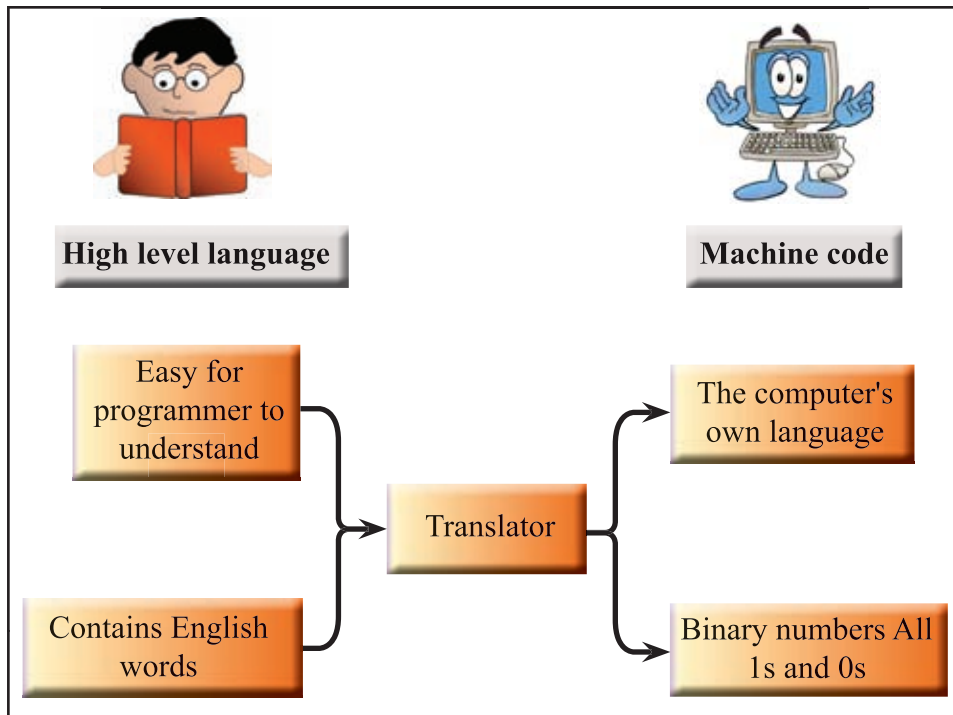 High level language
Machine code
Easy for
programmer to
understand
The computer's
own language
Translator
Contains English
words
Binary numbers All
1s and 0s